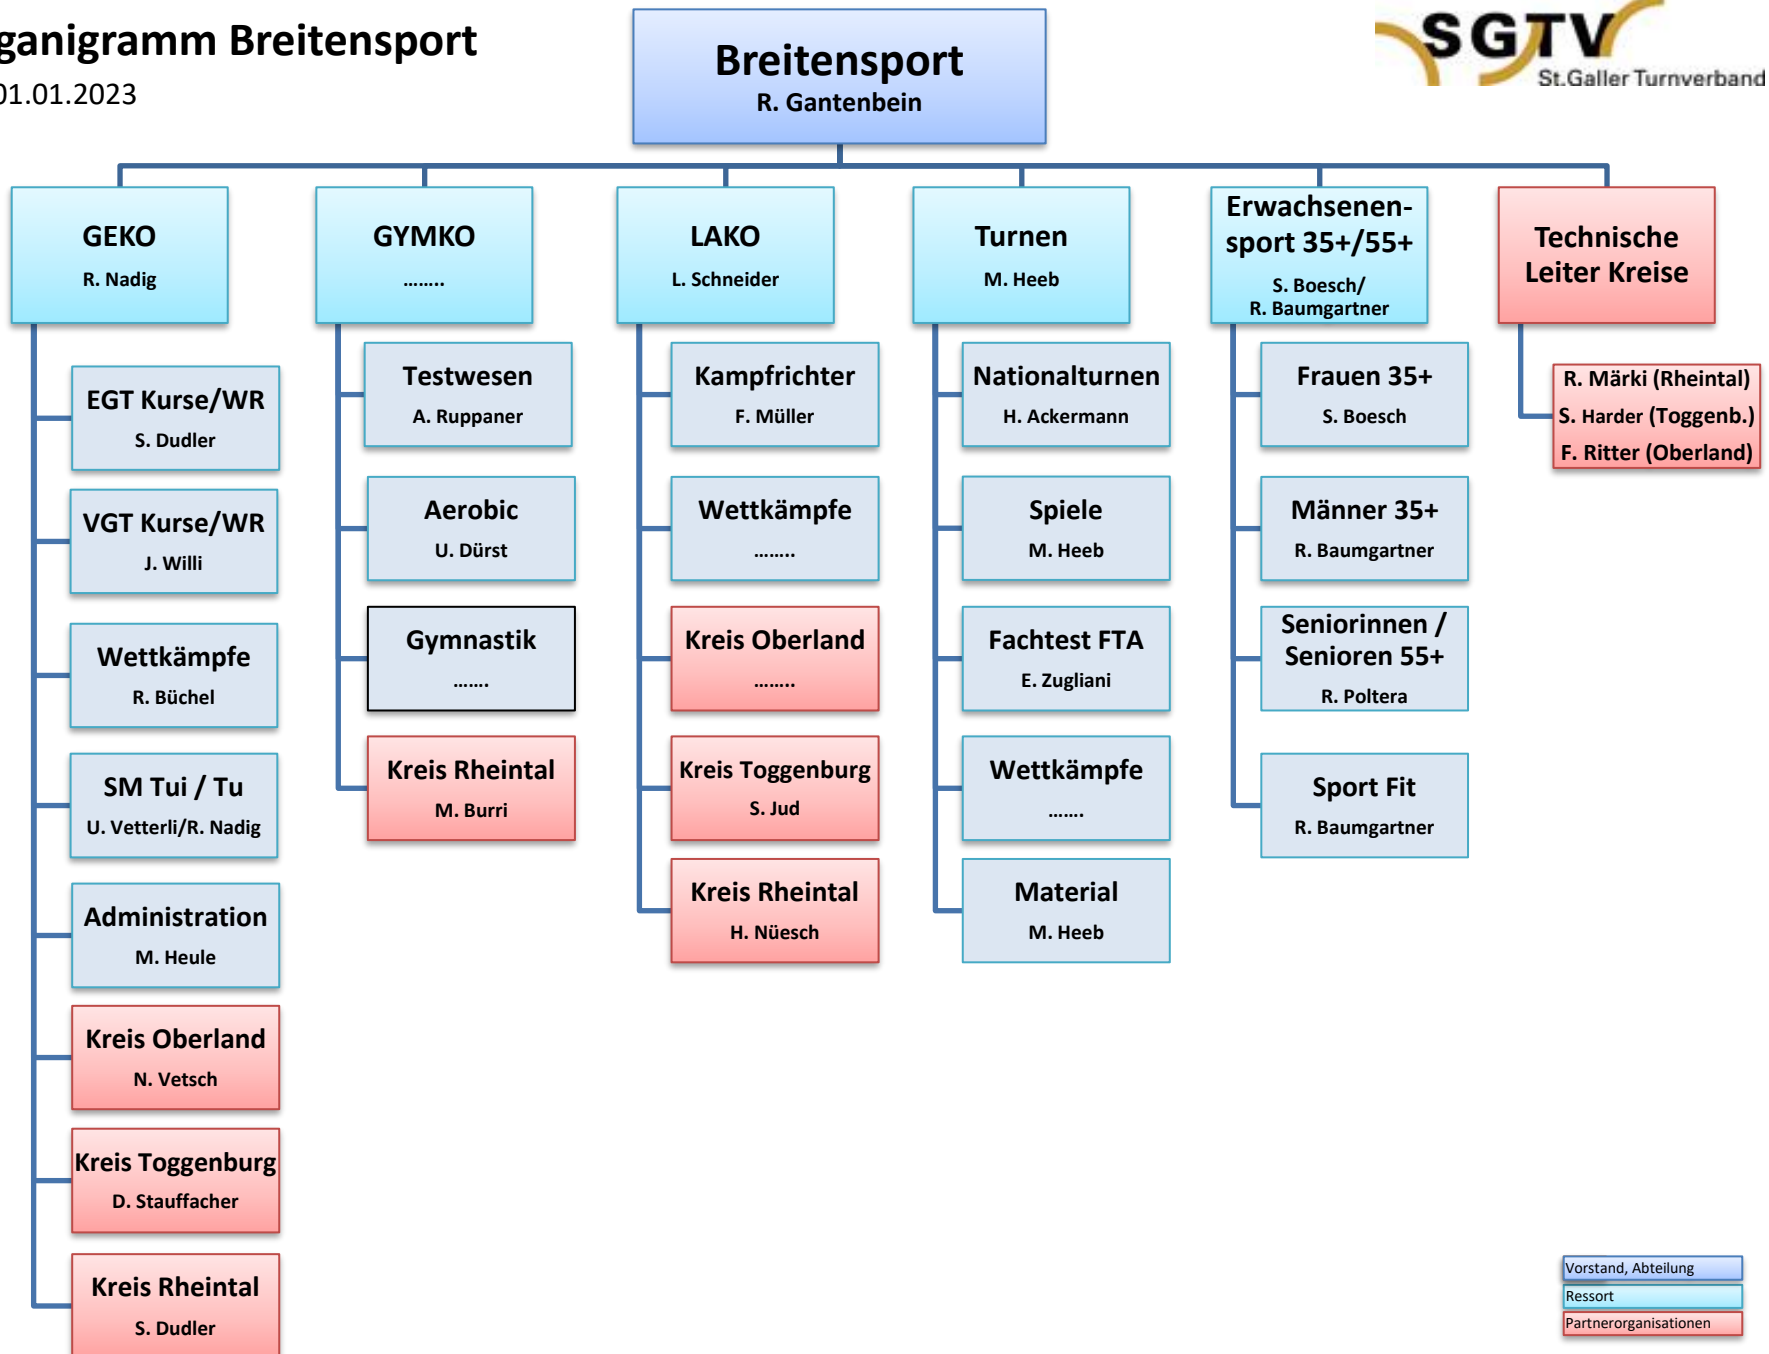 ganigramm Breitensport
01.01.2023
Breitensport
R. Gantenbein
SGTV
St.Galler Turnverband
GEKO
R. Nadig
EGT Kurse/WR
S. Dudler
VGT Kurse/WR
J. Willi
Wettkämpfe
R. Büchel
SM Tui / Tu
U. Vetterli/R. Nadig
Administration
M. Heule
Kreis Oberland
N. Vetsch
Kreis Toggenburg
D. Stauffacher
Kreis Rheintal
S. Dudler
GYMKO
........
Testwesen
A. Ruppaner
Aerobic
U. Dürst
Gymnastik
.......
Kreis Rheintal
M. Burri
LAKO
L. Schneider
Kampfrichter
F. Müller
Wettkämpfe
........
Kreis Oberland
........
Kreis Toggenburg
S. Jud
Kreis Rheintal
H. Nüesch
Turnen
M. Heeb
Nationalturnen
H. Ackermann
Spiele
M. Heeb
Fachtest FTA
E. Zugliani
Wettkämpfe
.......
Material
M. Heeb
Erwachsenen-
sport 35+/55+
S. Boesch/
R. Baumgartner
Frauen 35+
S. Boesch
Männer 35+
R. Baumgartner
Seniorinnen /
Senioren 55+
R. Poltera
Sport Fit
R. Baumgartner
Technische
Leiter Kreise
R. Märki (Rheintal)
S. Harder (Toggenb.)
F. Ritter (Oberland)
Vorstand, Abteilung
Ressort
Partnerorganisationen